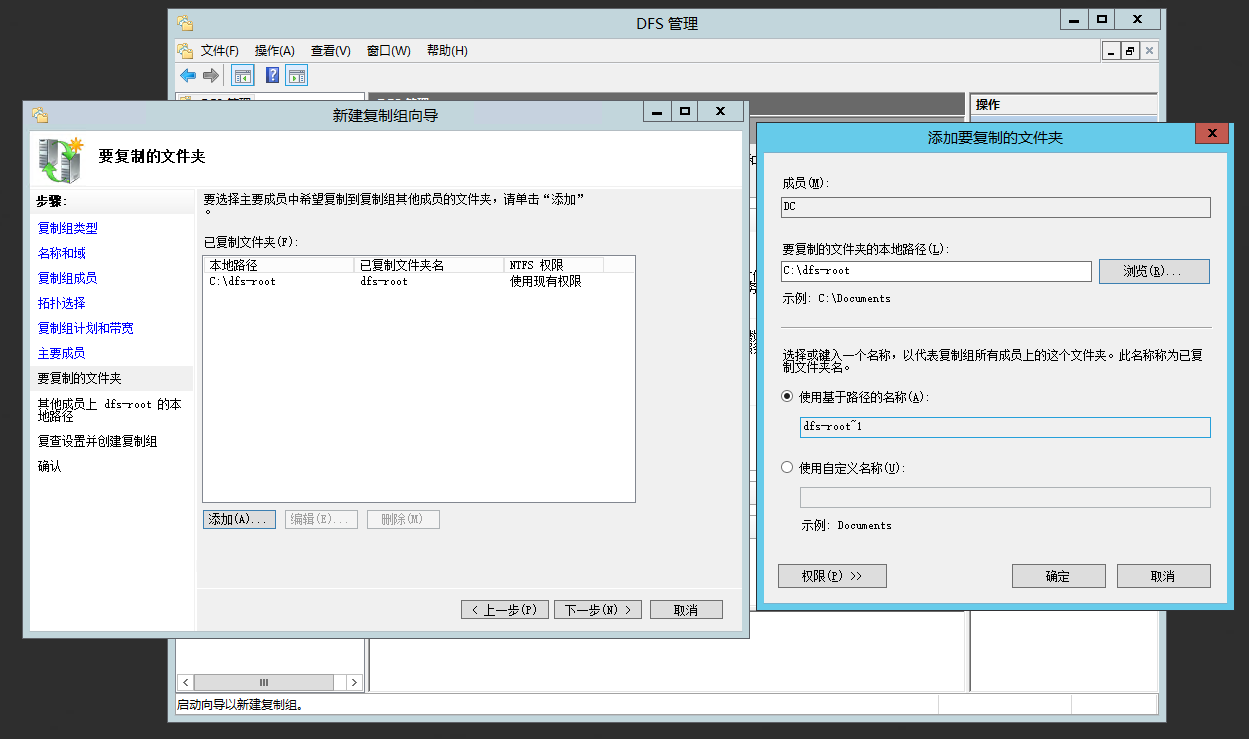 DFS 管理
文件(F) 操作(A) 查看(V) 窗口(W) 帮助(H)
操作
新建复制组向导
要复制的文件夹
步骤:
复制组类型
名称和域
复制组成员
拓扑选择
复制组计划和带宽
主要成员
要复制的文件夹
其他成员上 dfs-root 的本
地路径
复查设置并创建复制组
确认
要选择主要成员中希望复制到复制组其他成员的文件夹，请单击“添加”
。
已复制文件夹(F):
本地路径 已复制文件夹名 NTFS 权限
C:\dfs-root dfs-root 使用现有权限
添加(A)... 编辑(E)... 删除(M)
< 上一步(P) 下一步(N) > 取消
添加要复制的文件夹
成员(M):
DC
要复制的文件夹的本地路径(L):
C:\dfs-root 浏览(R)...
示例: C:\Documents
选择或键入一个名称，以代表复制组所有成员上的这个文件夹。此名称称为已复
制文件夹名。
使用基于路径的名称(A):
dfs-root~1
使用自定义名称(U):
示例: Documents
权限(P) >> 确定 取消
启动向导以新建复制组。